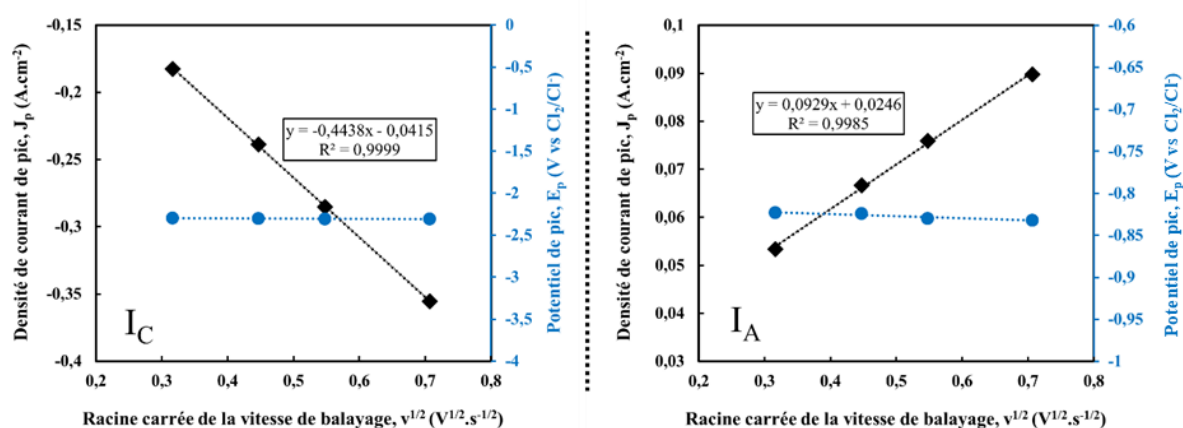 Densité de courant de pic, Jp (A.cm-2)
-0,15
-0,2
-0,25
-0,3
-0,35
-0,4
y = -0,4438x - 0,0415
R² = 0,9999
IC
0
-0,5
-1
-1,5
-2
-2,5
-3
-3,5
-4
Potentiel de pic, Ep (V vs Cl2/Cl-)
0,2 0,3 0,4 0,5 0,6 0,7 0,8
Racine carrée de la vitesse de balayage, v1/2 (V1/2.s-1/2)
Densité de courant de pic, Jp (A.cm-2)
0,1
0,09
0,08
0,07
0,06
0,05
0,04
0,03
y = 0,0929x + 0,0246
R² = 0,9985
IA
-0,6
-0,65
-0,7
-0,75
-0,8
-0,85
-0,9
-0,95
-1
Potentiel de pic, Ep (V vs Cl2/Cl-)
0,2 0,3 0,4 0,5 0,6 0,7 0,8
Racine carrée de la vitesse de balayage, v1/2 (V1/2.s-1/2)